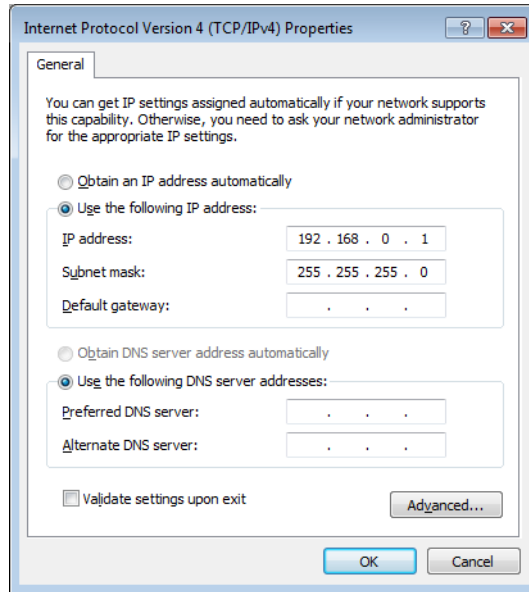 Internet Protocol Version 4 (TCP/IPv4) Properties
General
You can get IP settings assigned automatically if your network supports
this capability. Otherwise, you need to ask your network administrator
for the appropriate IP settings.
Obtain an IP address automatically
Use the following IP address:
IP address: 192 . 168 . 0 . 1
Subnet mask: 255 . 255 . 255 . 0
Default gateway: . . .
Obtain DNS server address automatically
Use the following DNS server addresses:
Preferred DNS server: . . .
Alternate DNS server: . . .
Validate settings upon exit
Advanced...
OK Cancel